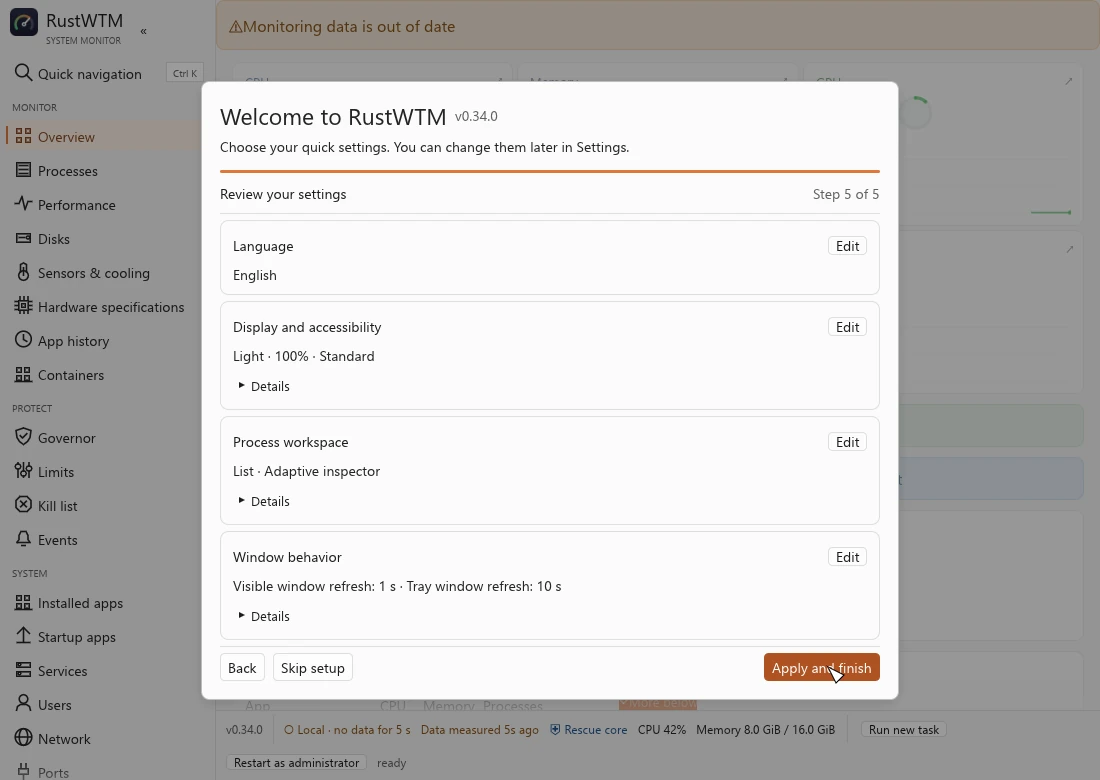 RustWTM
SYSTEM MONITOR
«
Quick navigation
Ctrl K
MONITOR
Overview
Processes
Performance
Disks
Sensors & cooling
Hardware specifications
App history
Containers
PROTECT
Governor
Limits
Kill list
Events
SYSTEM
Installed apps
Startup apps
Services
Users
Network
Ports
Monitoring data is out of date
Welcome to RustWTM v0.34.0
Choose your quick settings. You can change them later in Settings.
Review your settings
Step 5 of 5
Language
Edit
English
Display and accessibility
Edit
Light · 100% · Standard
Details
Process workspace
Edit
List · Adaptive inspector
Details
Window behavior
Edit
Visible window refresh: 1 s · Tray window refresh: 10 s
Details
Back
Skip setup
Apply and finish
App CPU Memory Processes
More below
v0.34.0
Local · no data for 5 s
Data measured 5s ago
Rescue core
CPU 42%
Memory 8.0 GiB / 16.0 GiB
Run new task
Restart as administrator
ready